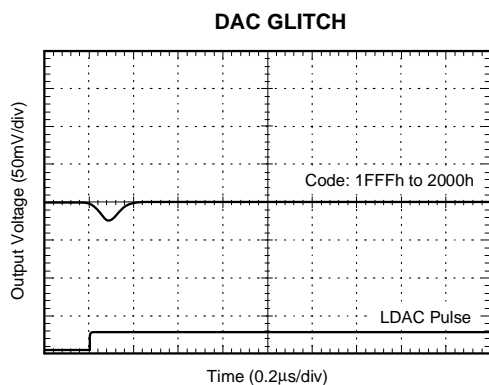 DAC GLITCH
Output Voltage (50mV/div)
Code: 1FFFh to 2000h
LDAC Pulse
Time (0.2µs/div)